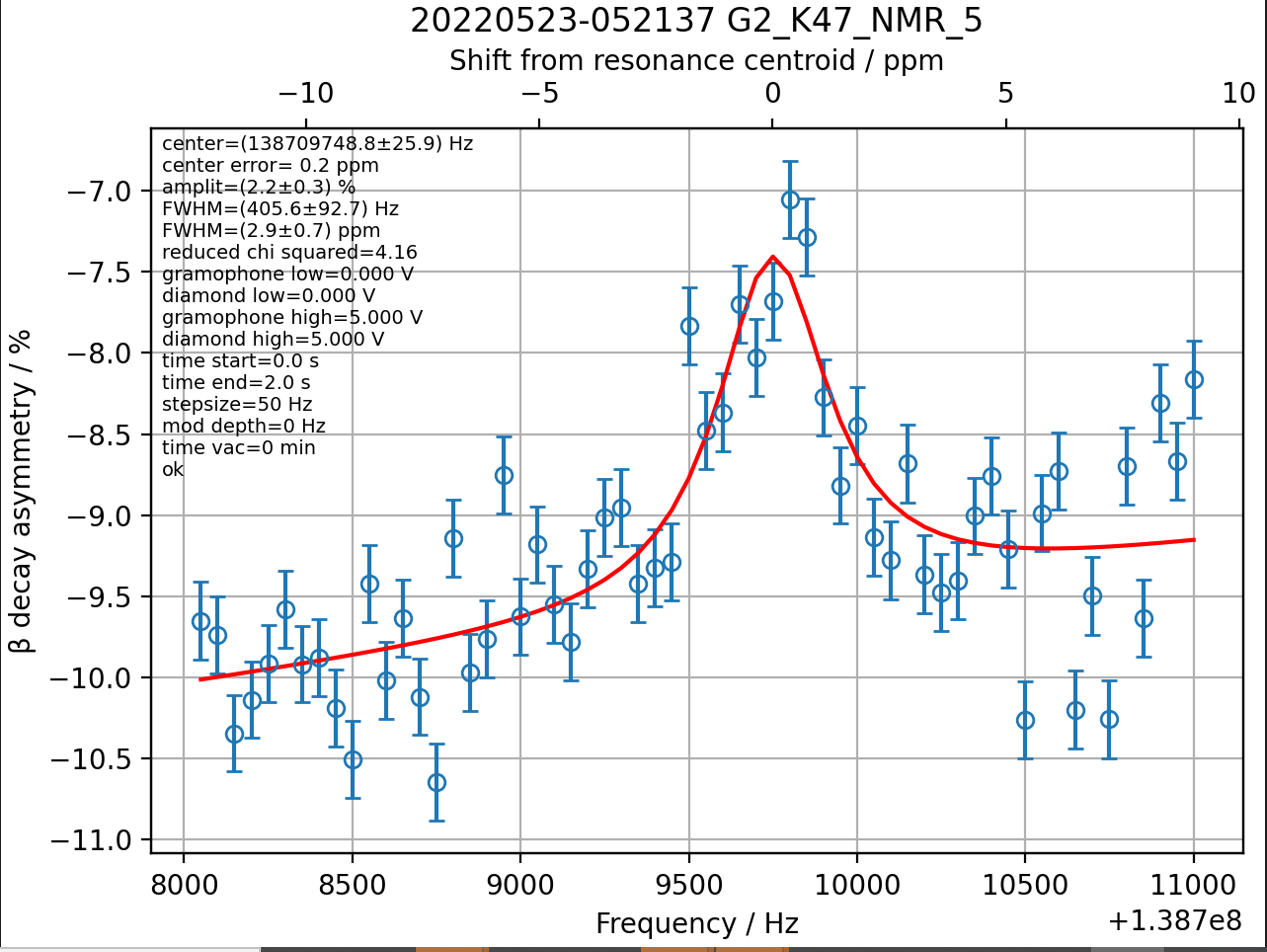 20220523-052137 G2_K47_NMR_5
Shift from resonance centroid / ppm
−10 −5 0 5 10
center=(138709748.8±25.9) Hz
center error= 0.2 ppm
amplit=(2.2±0.3) %
FWHM=(405.6±92.7) Hz
FWHM=(2.9±0.7) ppm
reduced chi squared=4.16
gramophone low=0.000 V
diamond low=0.000 V
gramophone high=5.000 V
diamond high=5.000 V
time start=0.0 s
time end=2.0 s
stepsize=50 Hz
mod depth=0 Hz
time vac=0 min
ok
β decay asymmetry / %
−7.0
−7.5
−8.0
−8.5
−9.0
−9.5
−10.0
−10.5
−11.0
8000 8500 9000 9500 10000 10500 11000
Frequency / Hz
+1.387e8